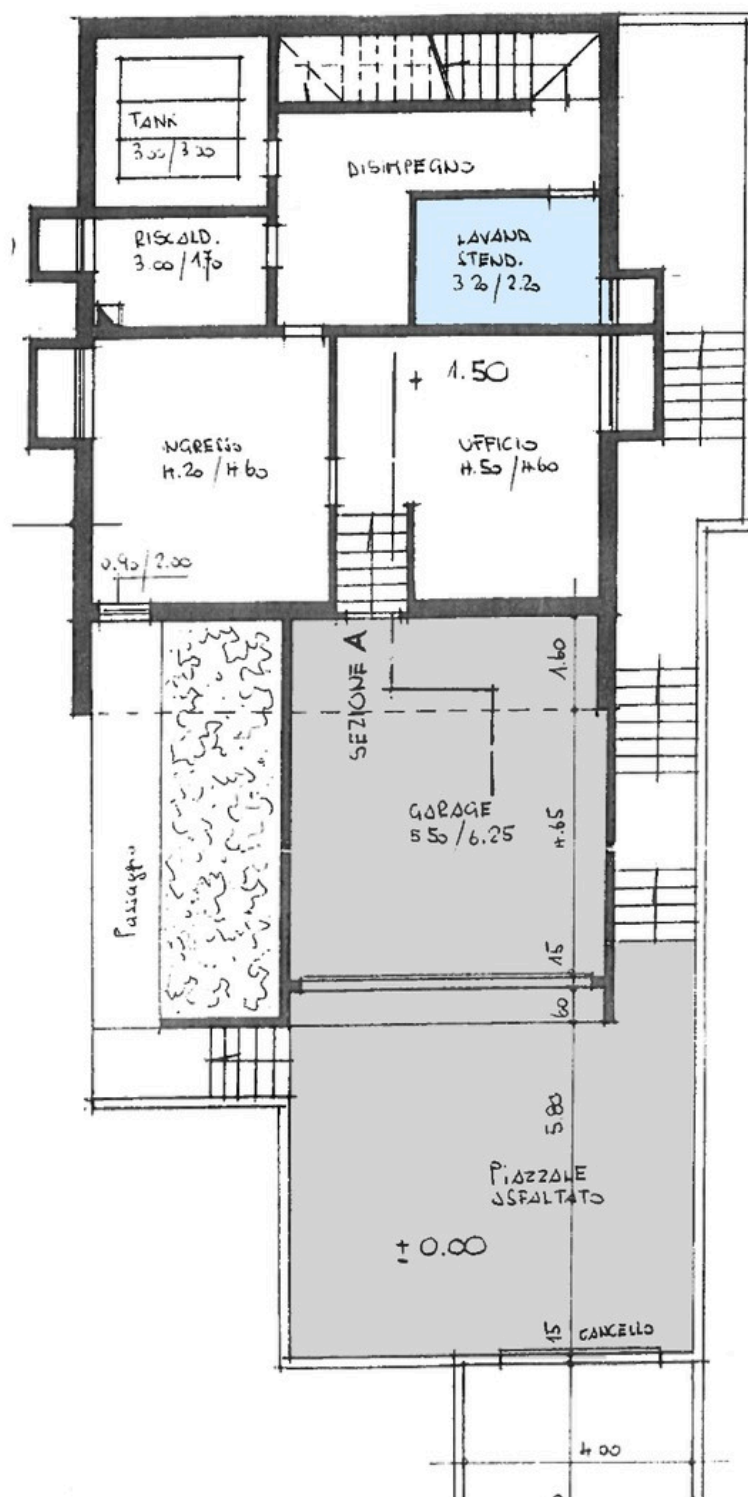 TANK
3.00/3.00
DISIMPEGNO
RISCALD.
3.00/1.70
LAVAND
STEND.
3.20/2.20
+ 1.50
INGRESSO
4.20/4.60
UFFICIO
4.50/4.60
0.90/2.00
SEZIONE A
1.60
GARAGE
5.50/6.25
4.65
Passaggio
15
60
5.80
PIAZZALE
ASFALTATO
± 0.00
15
CANCELLO
4.00